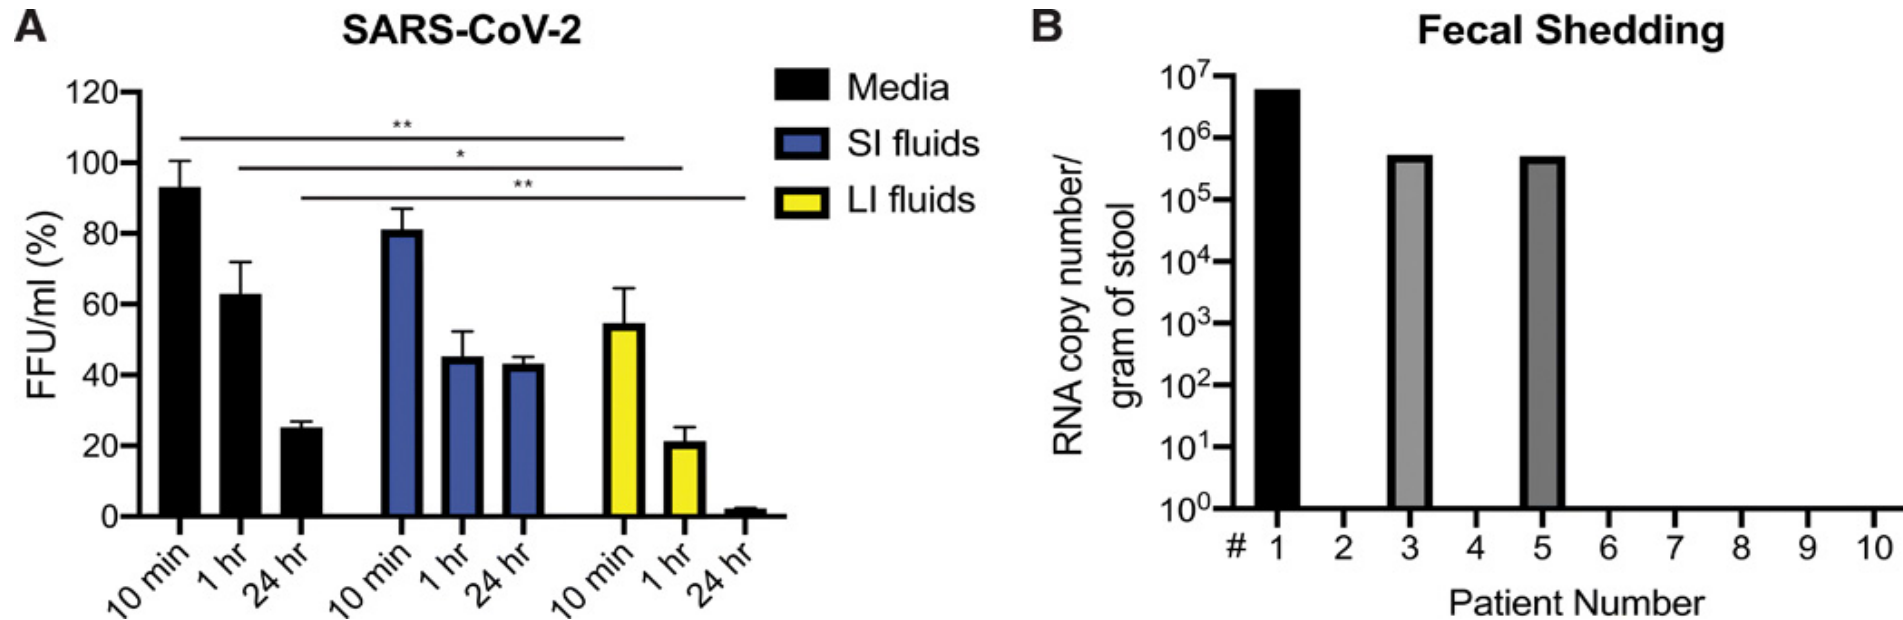 A
SARS-CoV-2
FFU/ml (%)
120
100
80
60
40
20
0
**
*
**
10 min
1 hr
24 hr
10 min
1 hr
24 hr
10 min
1 hr
24 hr
Media
SI fluids
LI fluids
B
Fecal Shedding
RNA copy number/
gram of stool
10⁷
10⁶
10⁵
10⁴
10³
10²
10¹
10⁰
# 1 2 3 4 5 6 7 8 9 10
Patient Number